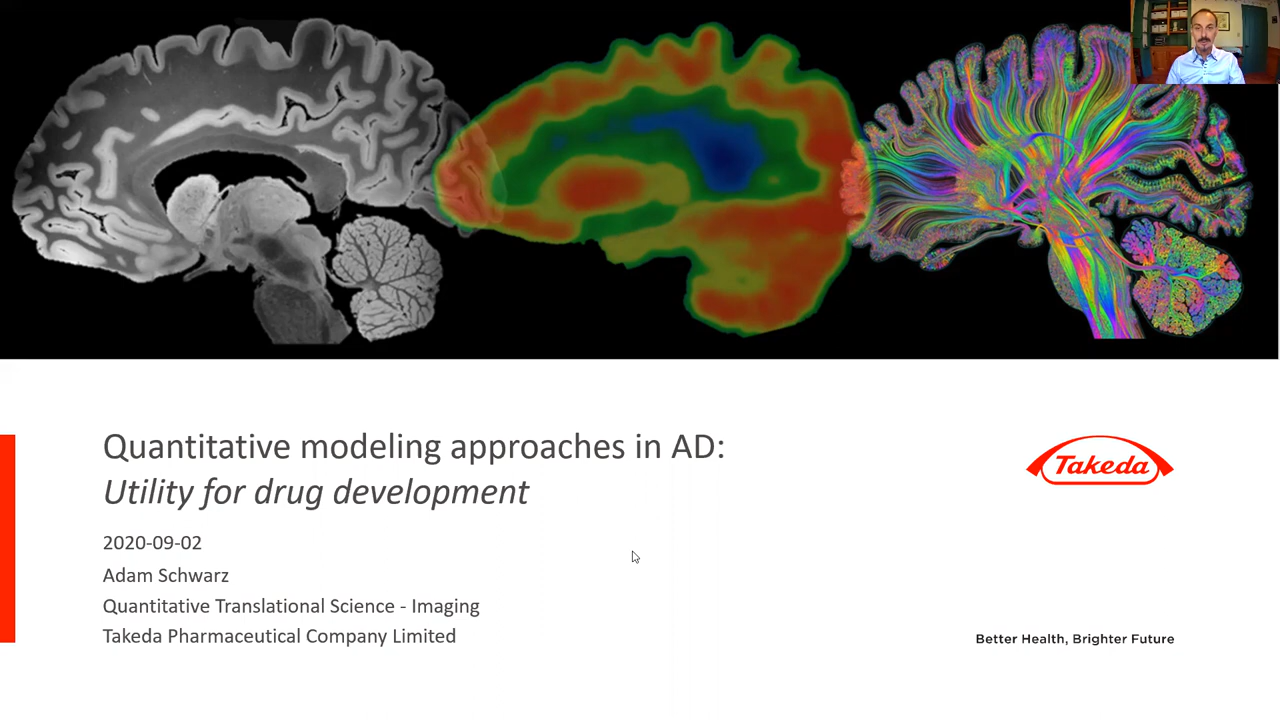 Quantitative modeling approaches in AD:
Utility for drug development
2020-09-02
Adam Schwarz
Quantitative Translational Science - Imaging
Takeda Pharmaceutical Company Limited
Takeda
Better Health, Brighter Future